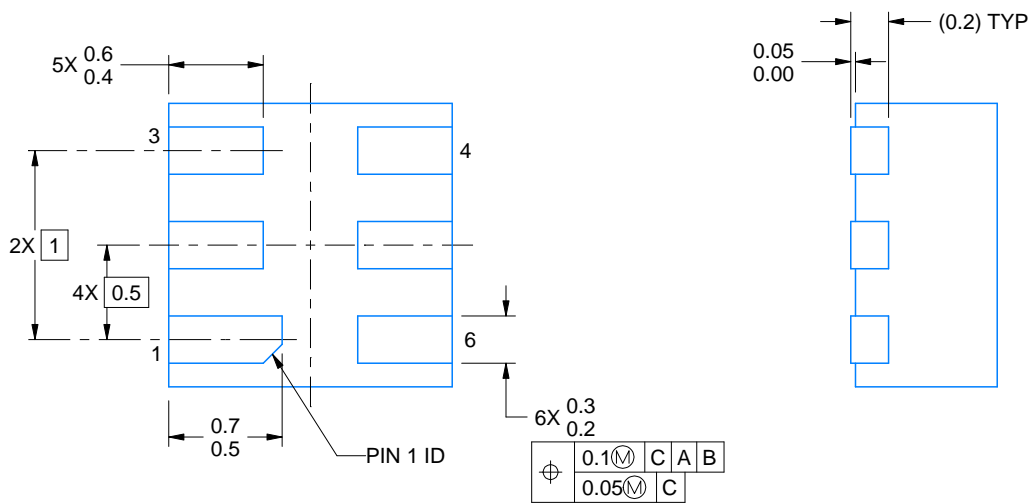 (0.2) TYP
5X 0.6
0.4
0.05
0.00
3
4
2X 1
4X 0.5
1
6
0.7
0.5
PIN 1 ID
6X 0.3
0.2
⌖ 0.1Ⓜ C A B
0.05Ⓜ C